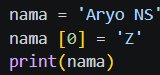 nama = 'Aryo NS'
nama [0] = 'Z'
print(nama)